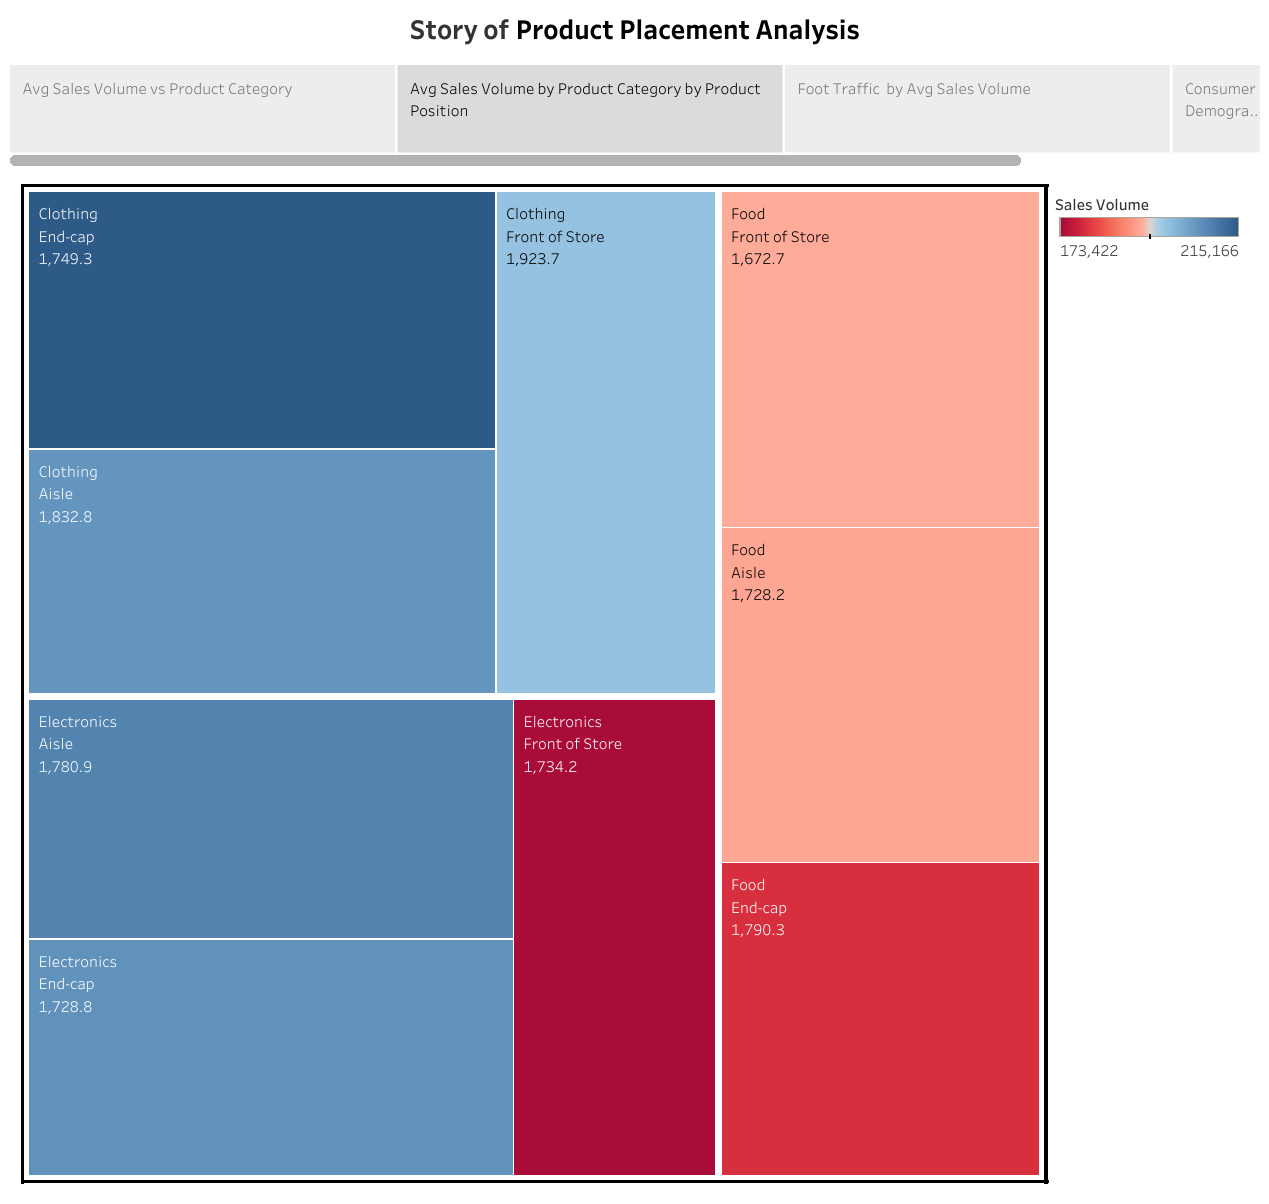 Story of Product Placement Analysis
Avg Sales Volume vs Product Category
Avg Sales Volume by Product Category by Product
Position
Foot Traffic  by Avg Sales Volume
Consumer
Demogra..
Clothing
End-cap
1,749.3
Clothing
Front of Store
1,923.7
Food
Front of Store
1,672.7
Sales Volume
173,422
215,166
Clothing
Aisle
1,832.8
Food
Aisle
1,728.2
Electronics
Aisle
1,780.9
Electronics
Front of Store
1,734.2
Food
End-cap
1,790.3
Electronics
End-cap
1,728.8